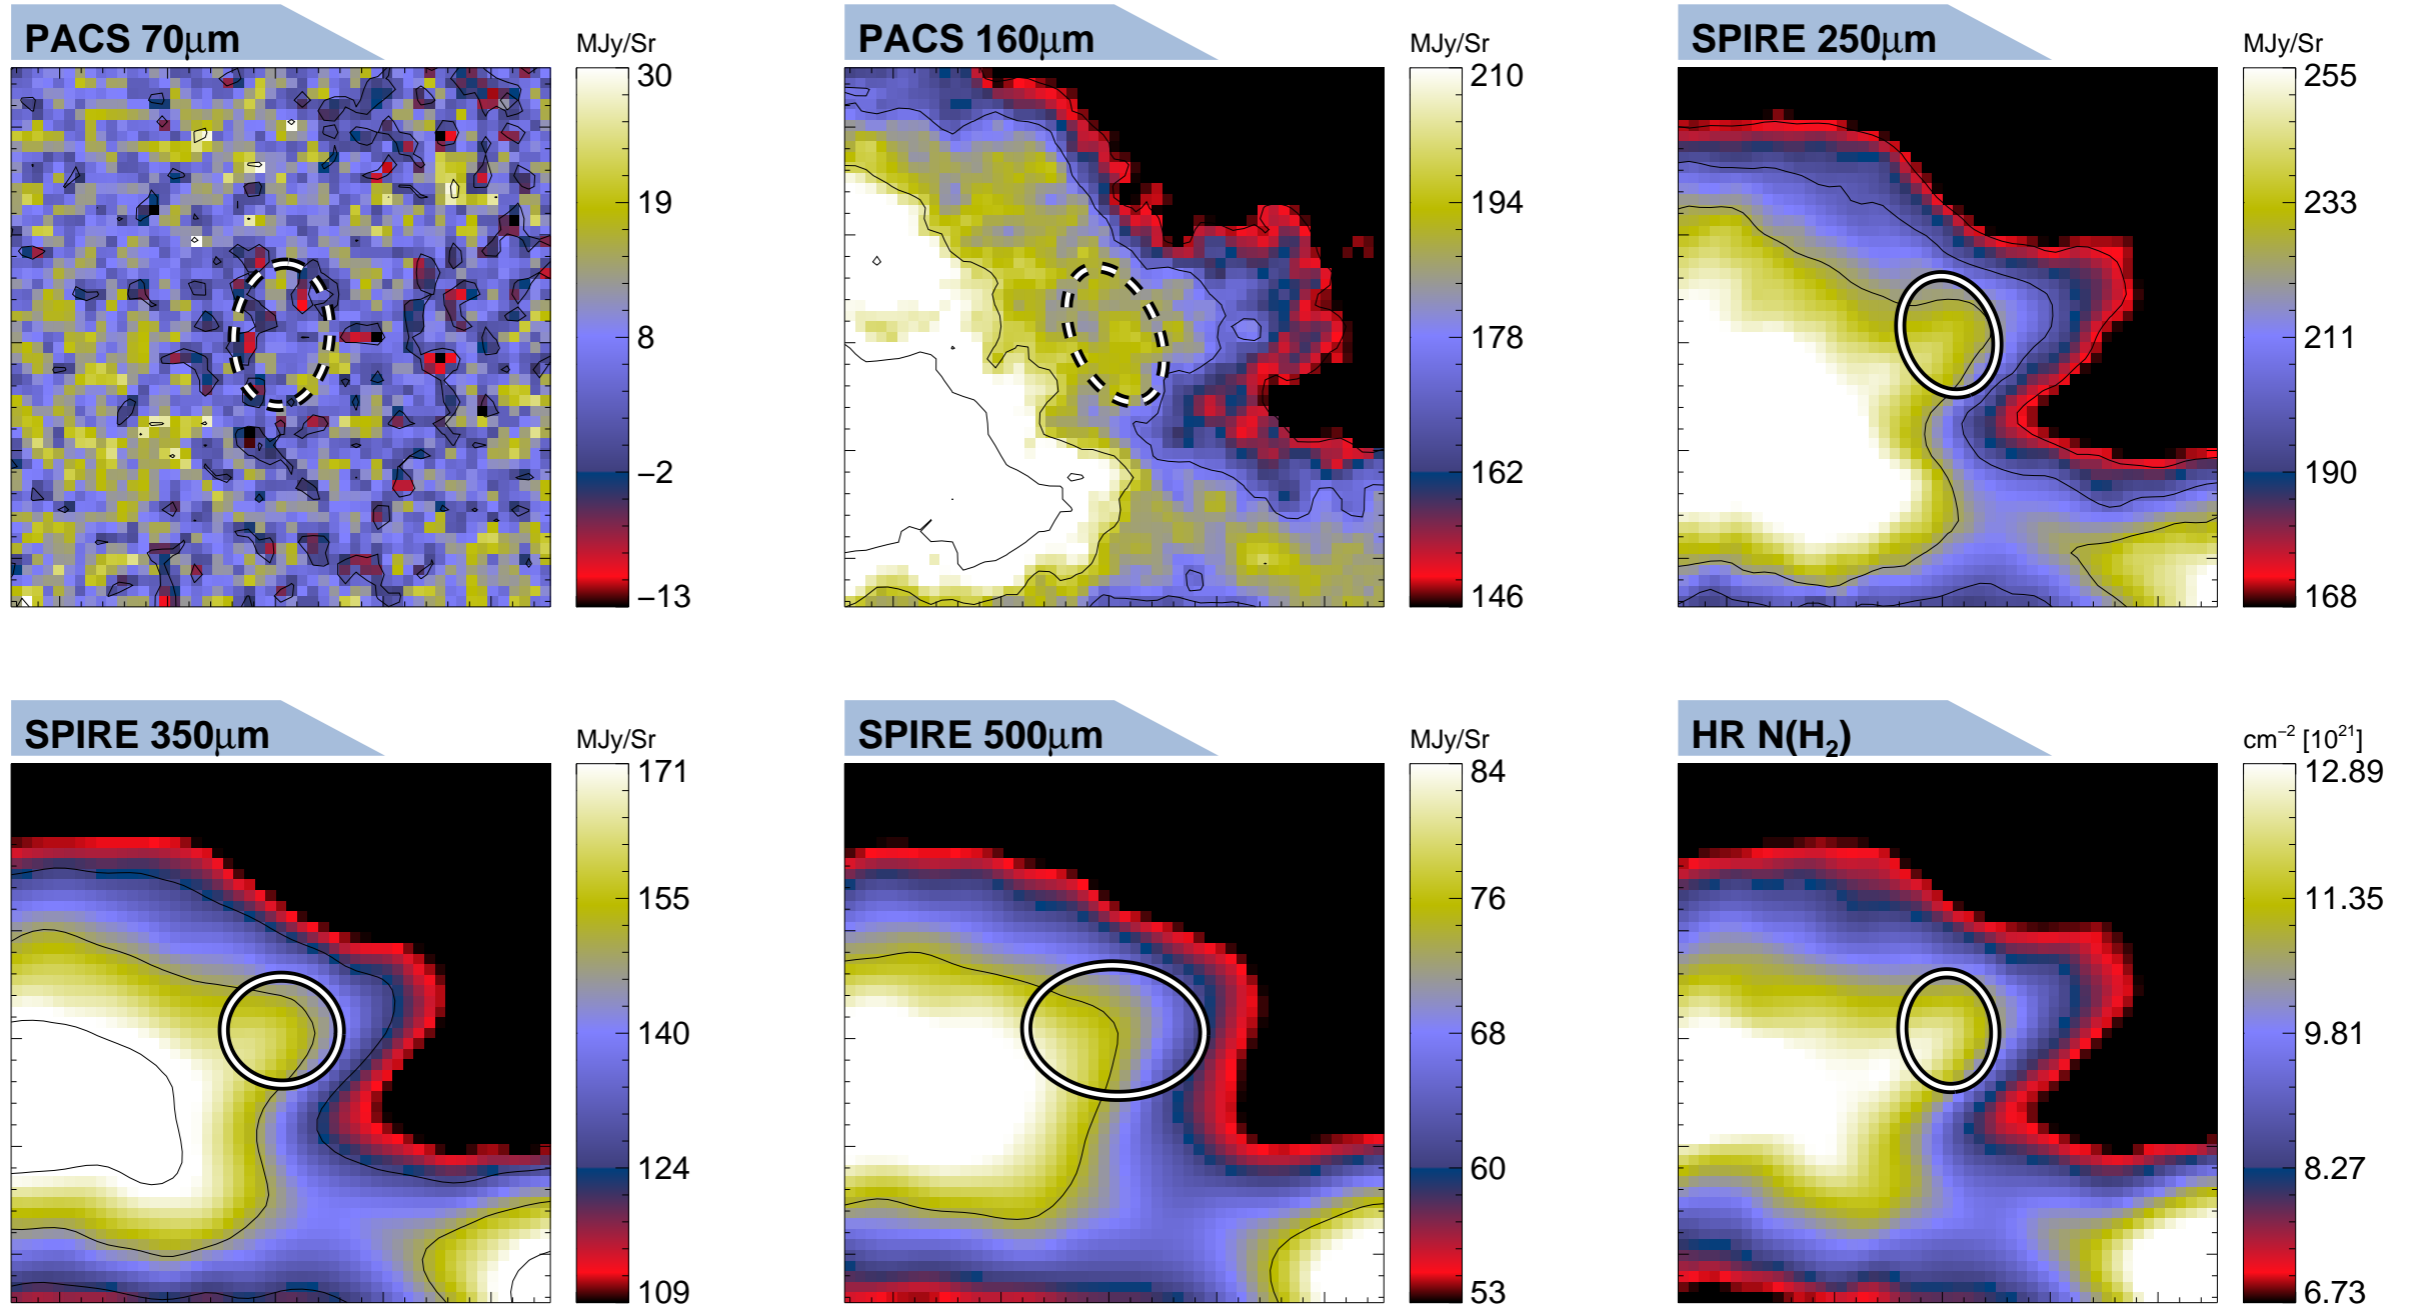 PACS 70μm
MJy/Sr
30
19
8
−2
−13
PACS 160μm
MJy/Sr
210
194
178
162
146
SPIRE 250μm
MJy/Sr
255
233
211
190
168
SPIRE 350μm
MJy/Sr
171
155
140
124
109
SPIRE 500μm
MJy/Sr
84
76
68
60
53
HR N(H₂)
cm⁻² [10²¹]
12.89
11.35
9.81
8.27
6.73